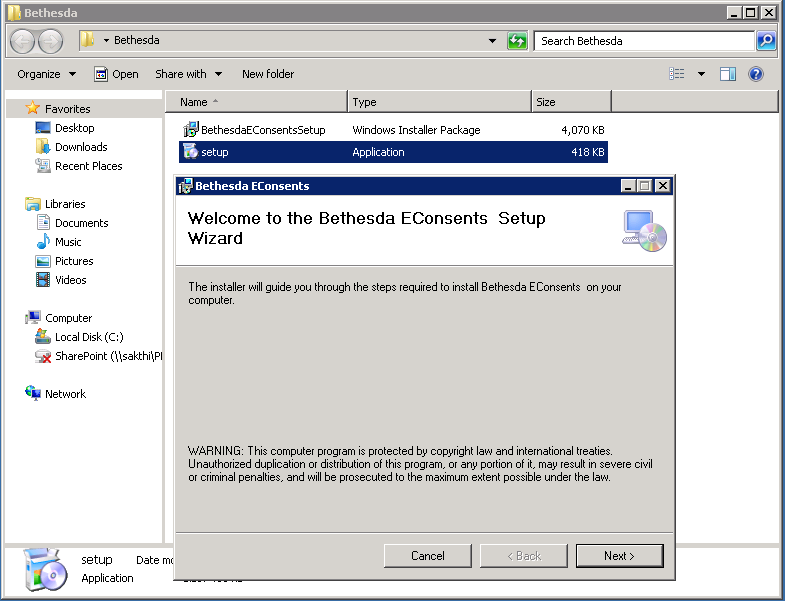 Bethesda
Bethesda
Search Bethesda
Organize Open Share with New folder
Name Type Size
BethesdaEConsentsSetup Windows Installer Package 4,070 KB
setup Application 418 KB
Favorites
Desktop
Downloads
Recent Places
Libraries
Documents
Music
Pictures
Videos
Computer
Local Disk (C:)
SharePoint (\\sakthi\
Network
Bethesda EConsents
Welcome to the Bethesda EConsents Setup
Wizard
The installer will guide you through the steps required to install Bethesda EConsents on your
computer.
WARNING: This computer program is protected by copyright law and international treaties.
Unauthorized duplication or distribution of this program, or any portion of it, may result in severe civil
or criminal penalties, and will be prosecuted to the maximum extent possible under the law.
Cancel < Back Next >
setup Date mo
Application